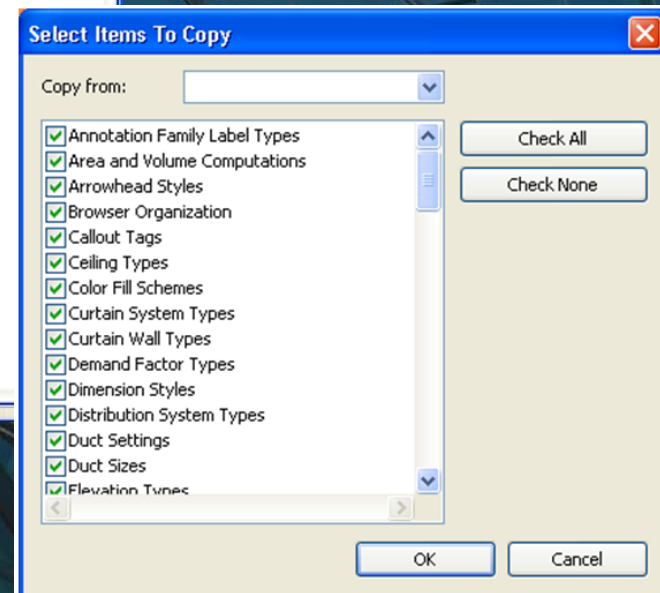 Select Items To Copy
Copy from:
Annotation Family Label Types
Area and Volume Computations
Arrowhead Styles
Browser Organization
Callout Tags
Ceiling Types
Color Fill Schemes
Curtain System Types
Curtain Wall Types
Demand Factor Types
Dimension Styles
Distribution System Types
Duct Settings
Duct Sizes
Elevation Types
Check All
Check None
OK
Cancel